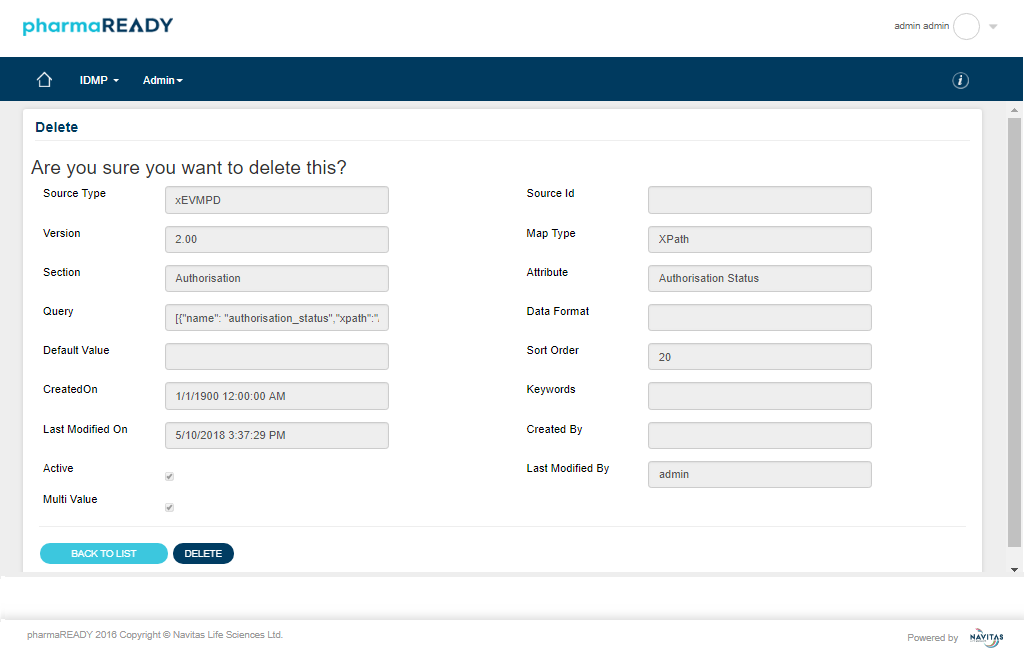 pharmaREADY
admin admin
IDMP
Admin
i
Delete
Are you sure you want to delete this?
Source Type
xEVMPD
Source Id
Version
2.00
Map Type
XPath
Section
Authorisation
Attribute
Authorisation Status
Query
[{"name": "authorisation_status","xpath":"/
Data Format
Default Value
Sort Order
20
CreatedOn
1/1/1900 12:00:00 AM
Keywords
Last Modified On
5/10/2018 3:37:29 PM
Created By
Active
Last Modified By
admin
Multi Value
BACK TO LIST
DELETE
pharmaREADY 2016 Copyright © Navitas Life Sciences Ltd.
Powered by
NAVITAS